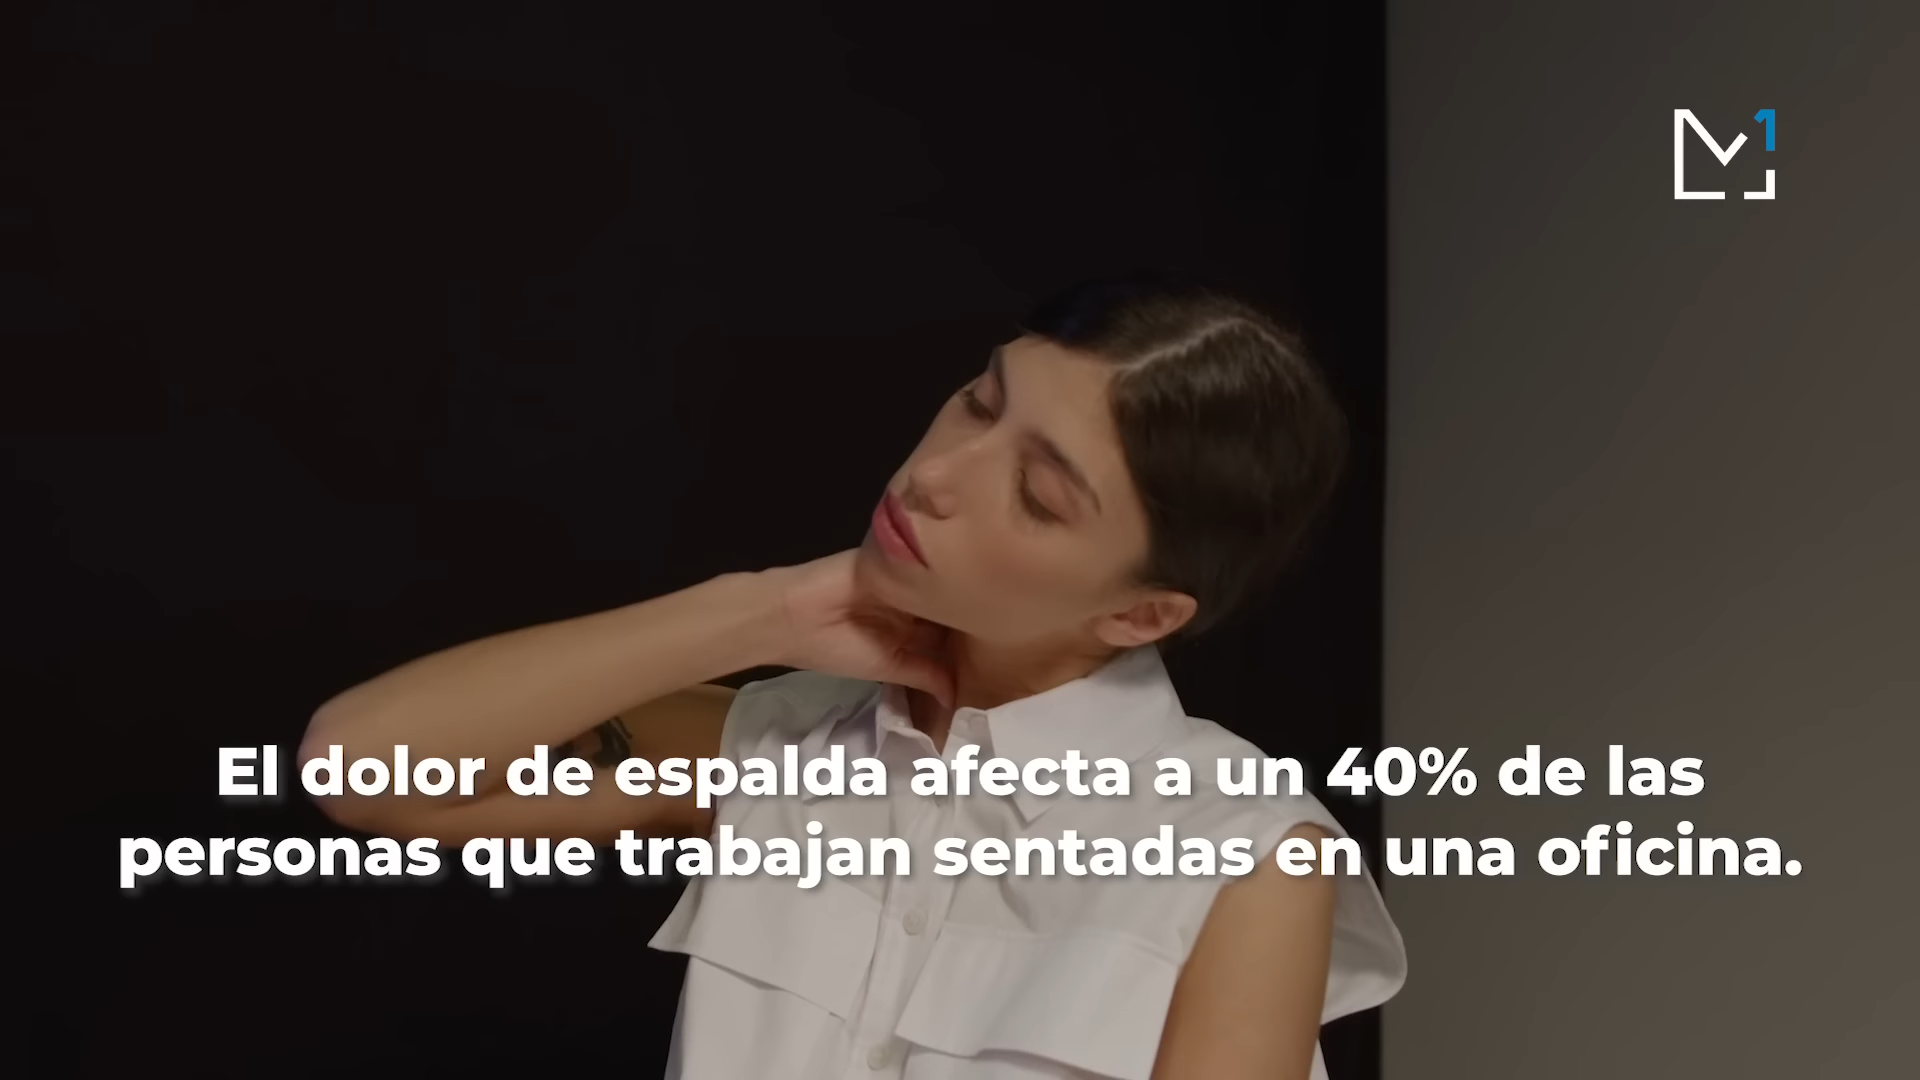 El dolor de espalda afecta a un 40% de las
personas que trabajan sentadas en una oficina.